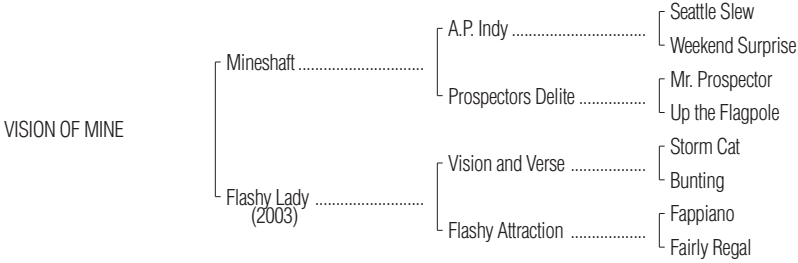 Seattle Slew
A.P. Indy ................................
Weekend Surprise
Mineshaft ..............................
Mr. Prospector
Prospectors Delite ................
Up the Flagpole
VISION OF MINE
Storm Cat
Vision and Verse ..................
Bunting
Flashy Lady ..........................
(2003)
Fappiano
Flashy Attraction ..................
Fairly Regal